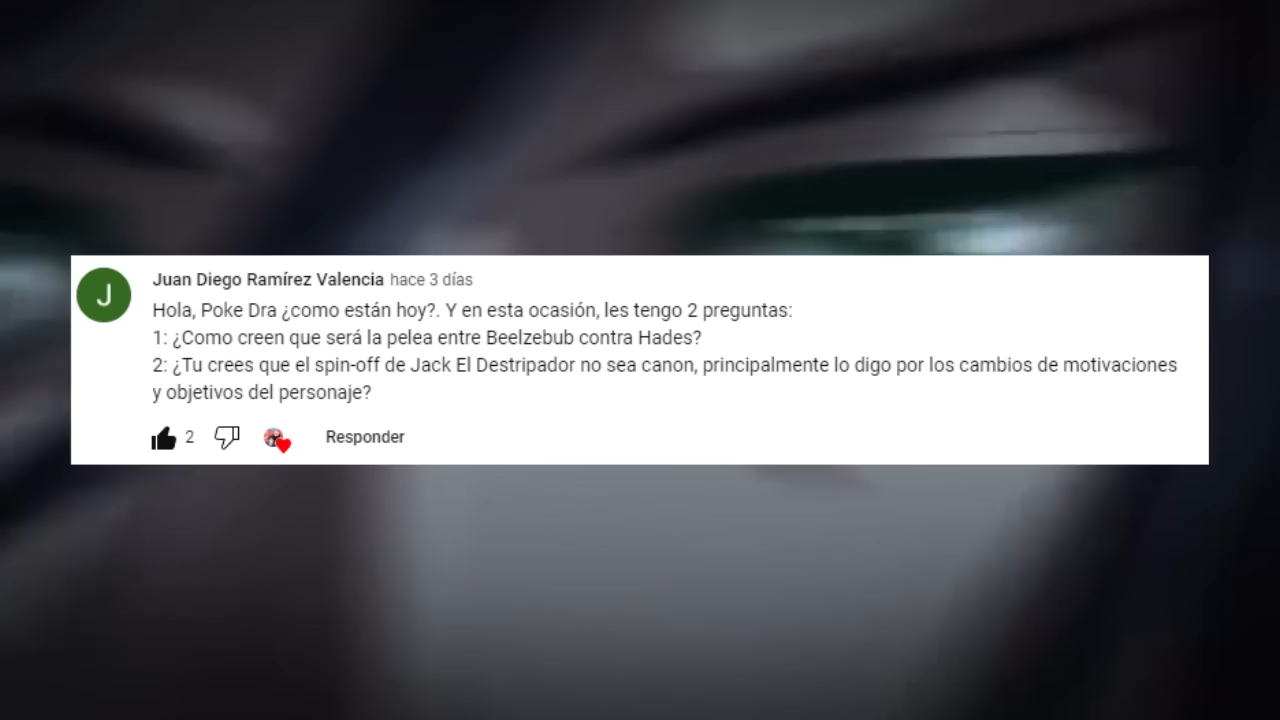 J
Juan Diego Ramírez Valencia hace 3 días
Hola, Poke Dra ¿como están hoy?. Y en esta ocasión, les tengo 2 preguntas:
1: ¿Como creen que será la pelea entre Beelzebub contra Hades?
2: ¿Tu crees que el spin-off de Jack El Destripador no sea canon, principalmente lo digo por los cambios de motivaciones
y objetivos del personaje?
2 Responder